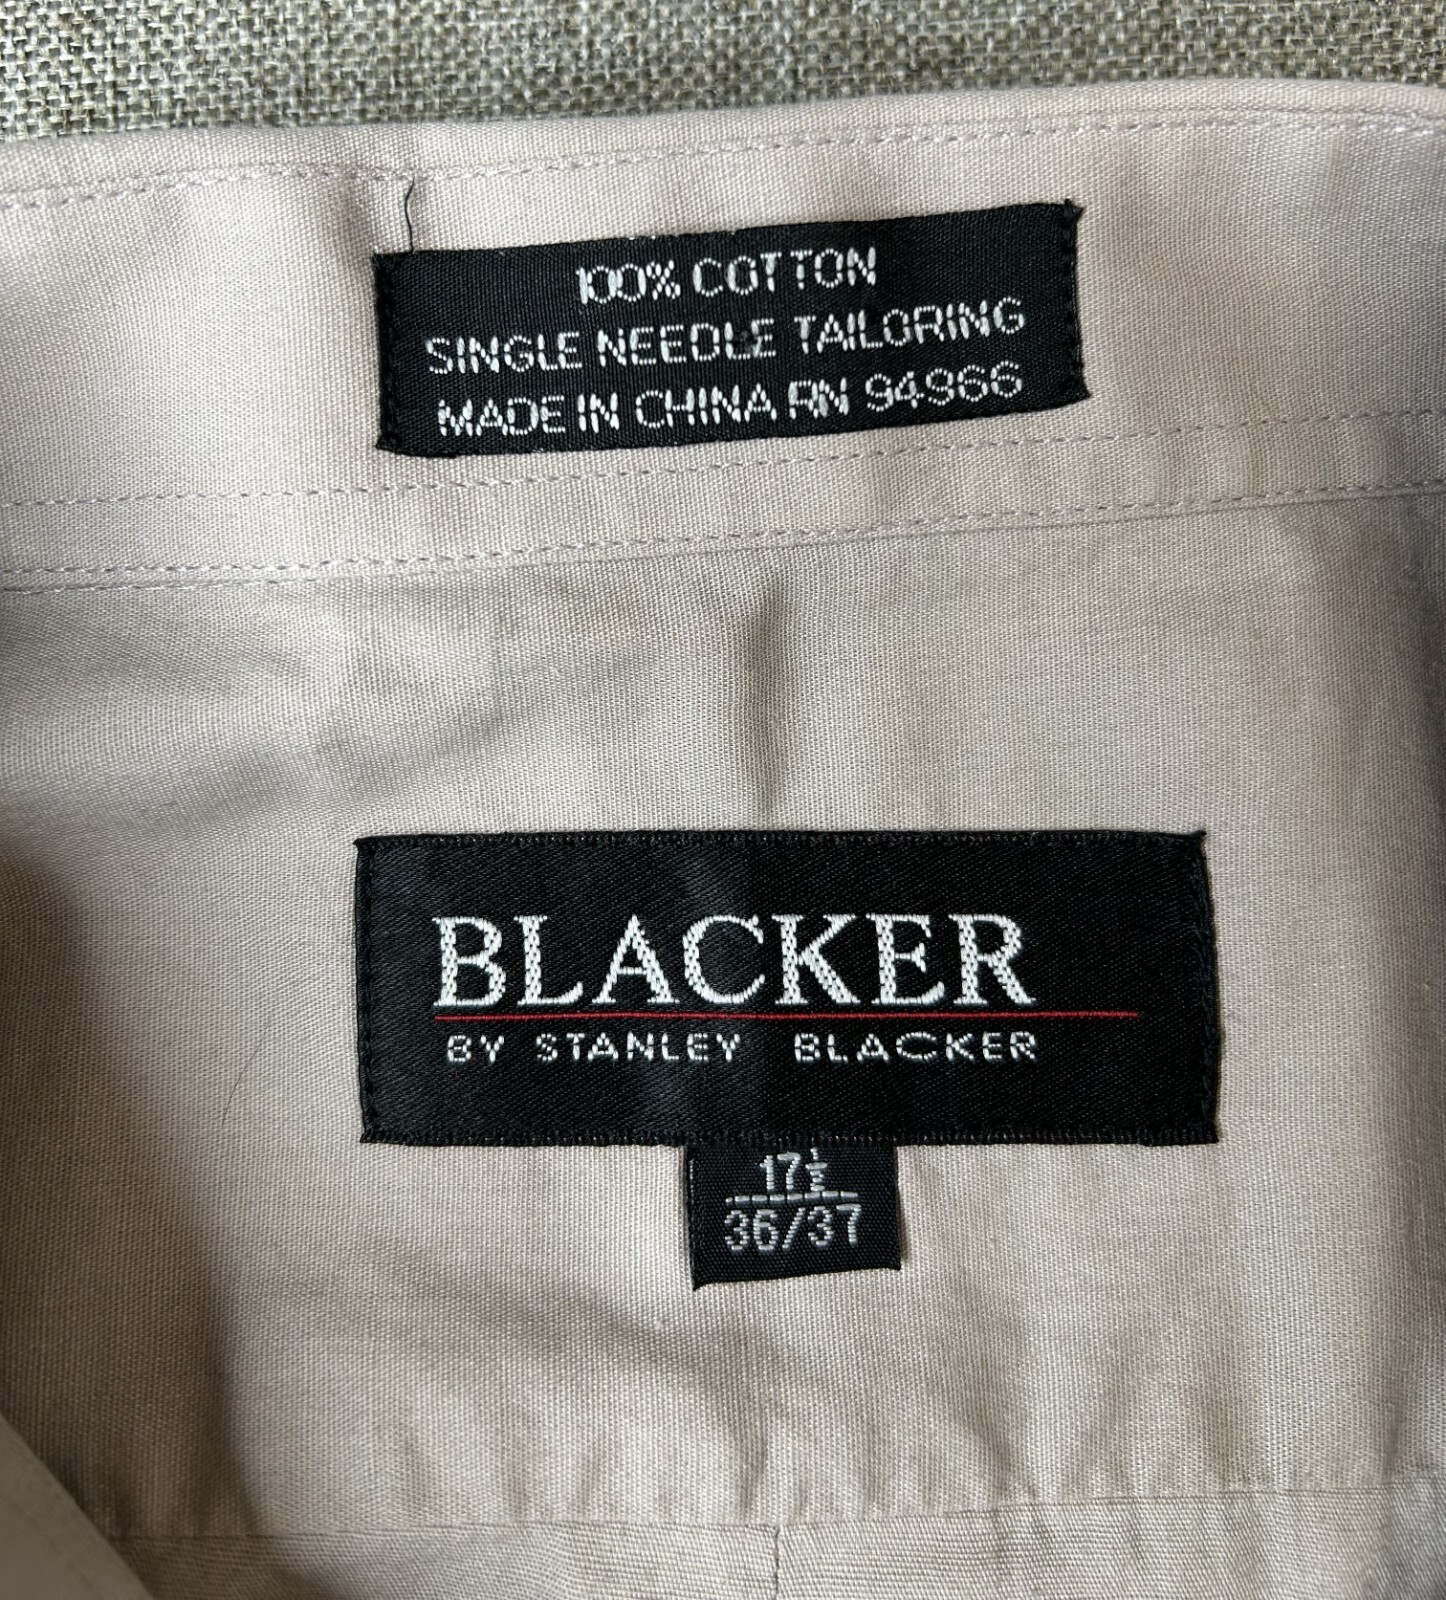 100% COTTON
SINGLE NEEDLE TAILORING
MADE IN CHINA RN 94966
BLACKER
BY STANLEY BLACKER
17½
36/37